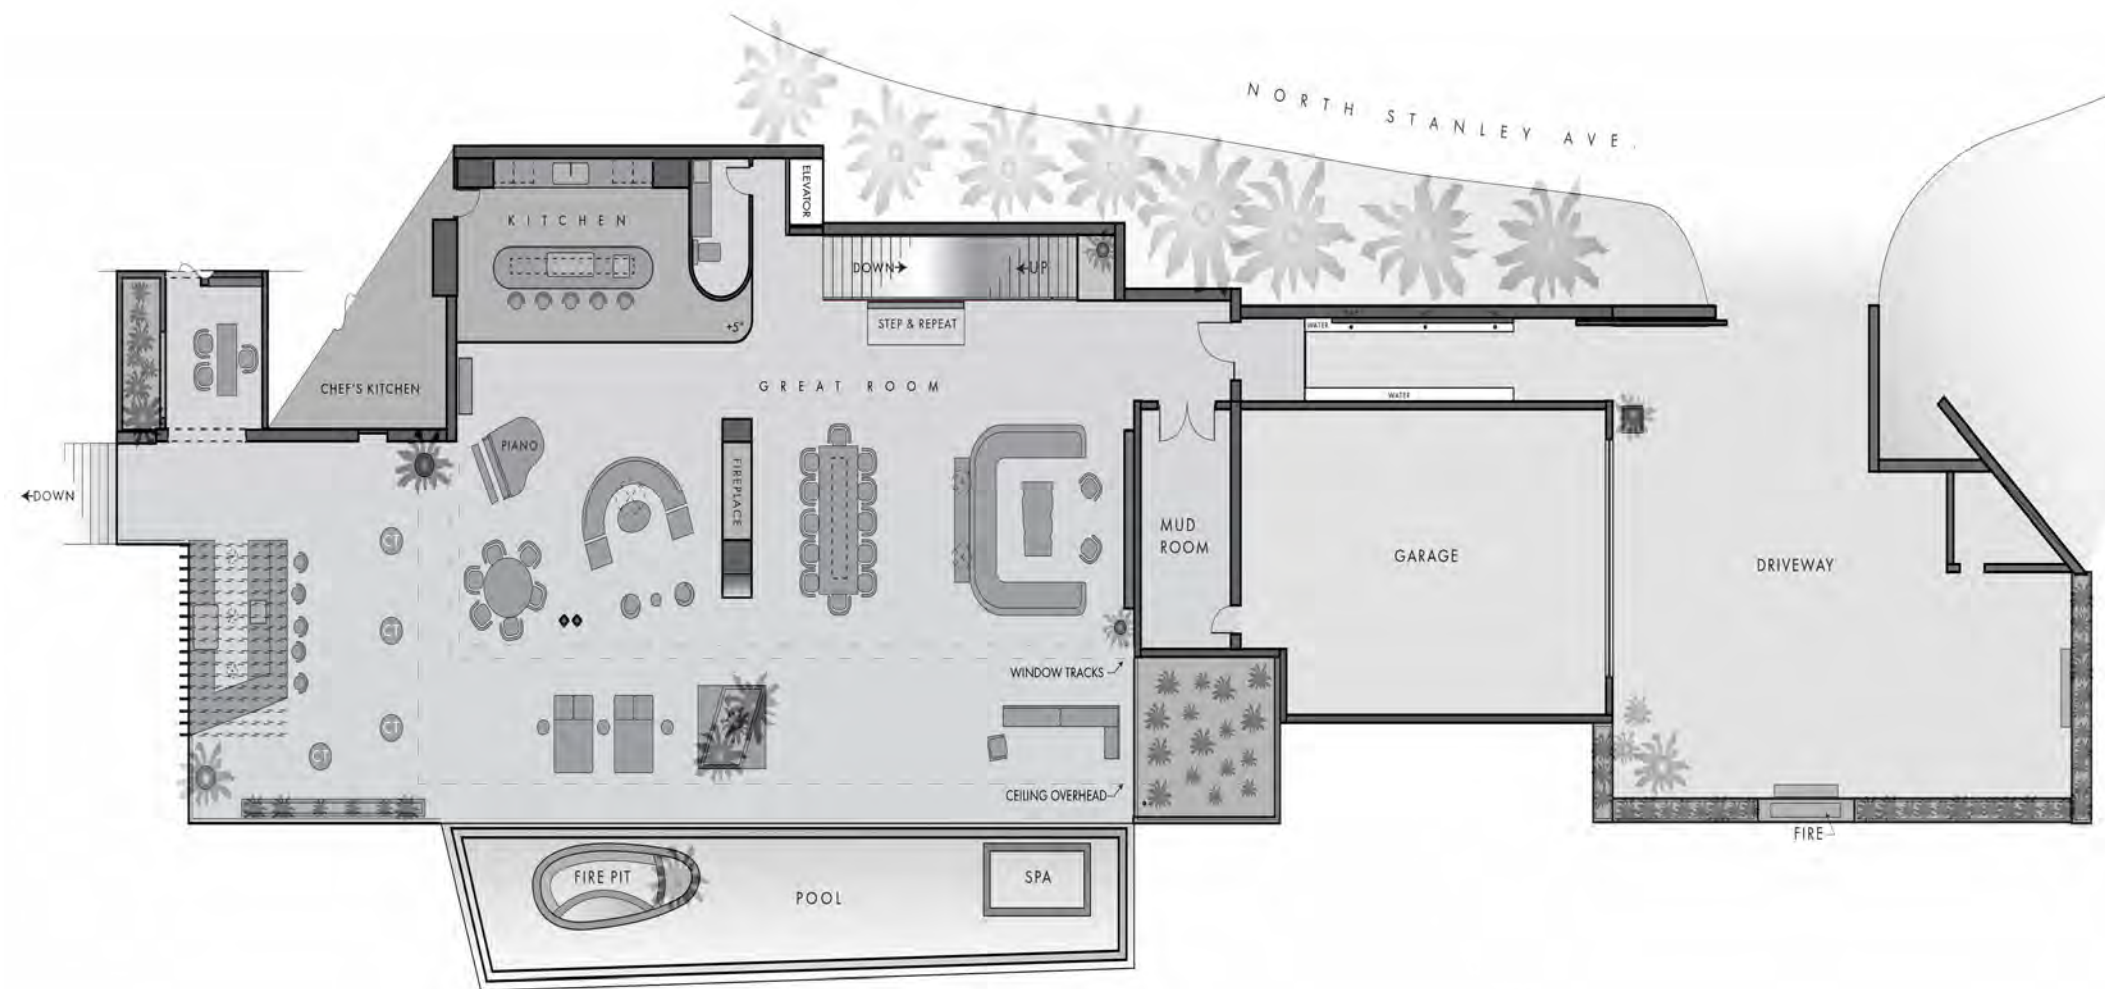 NORTH STANLEY AVE.
ELEVATOR
KITCHEN
DOWN
UP
+5"
STEP & REPEAT
WATER
CHEF'S KITCHEN
GREAT ROOM
WATER
PIANO
FIREPLACE
DOWN
MUD
ROOM
GARAGE
DRIVEWAY
CT
CT
CT
CT
WINDOW TRACKS
CEILING OVERHEAD
FIRE
FIRE PIT
SPA
POOL